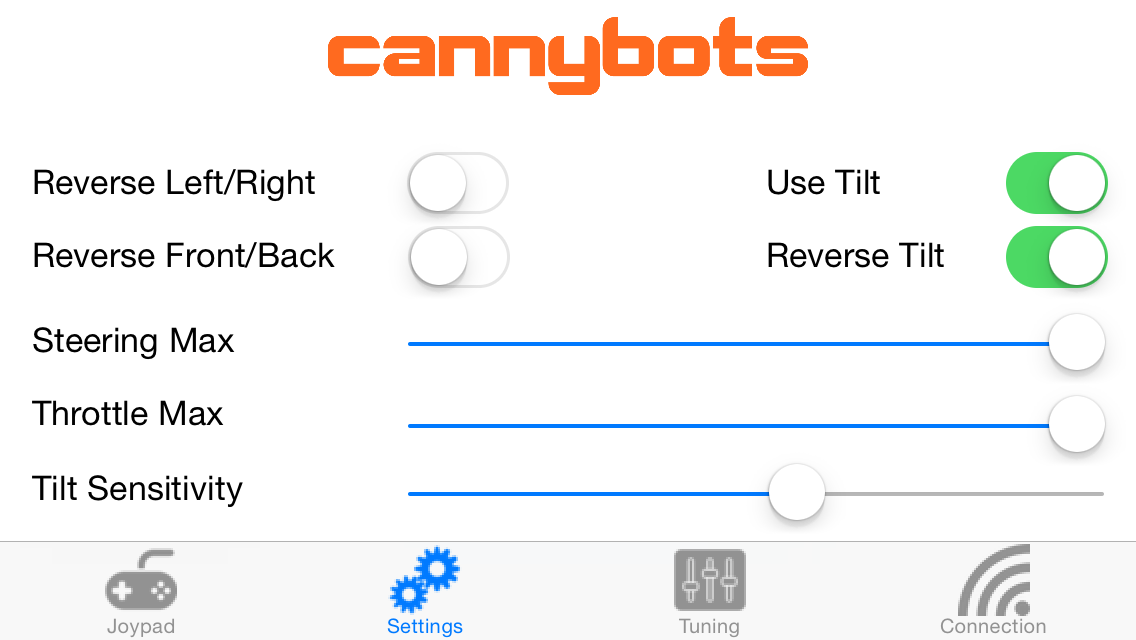 cannybots
Reverse Left/Right
Use Tilt
Reverse Front/Back
Reverse Tilt
Steering Max
Throttle Max
Tilt Sensitivity
Joypad
Settings
Tuning
Connection